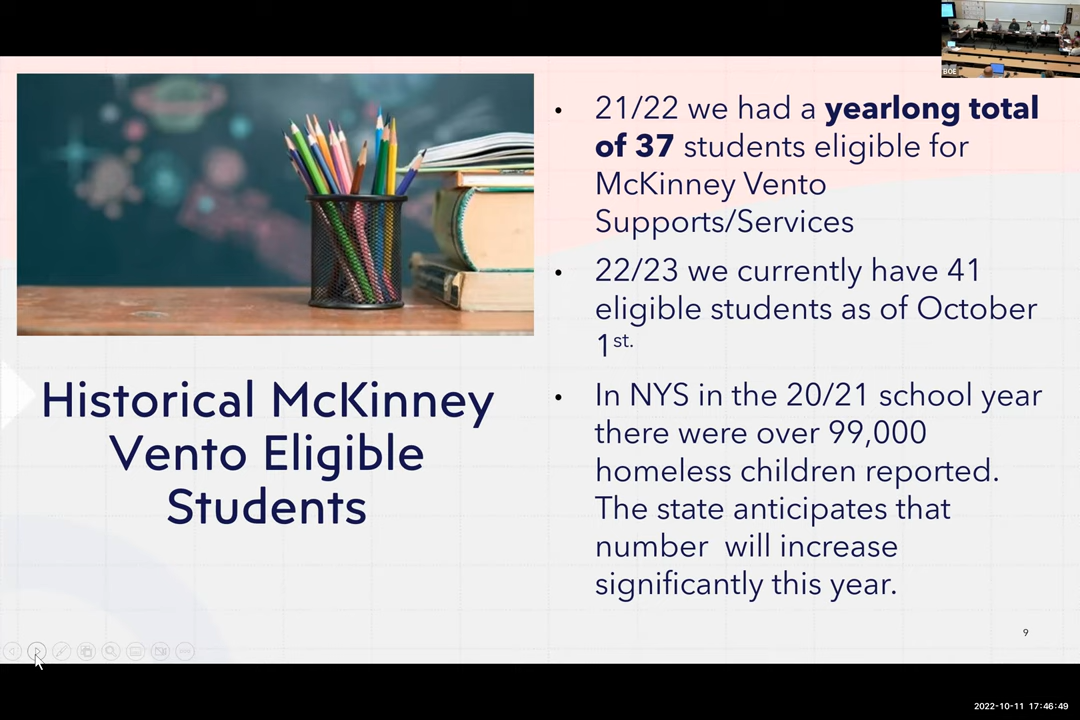 BOE
• 21/22 we had a yearlong total
of 37 students eligible for
McKinney Vento
Supports/Services
• 22/23 we currently have 41
eligible students as of October
1st.
• In NYS in the 20/21 school year
there were over 99,000
homeless children reported.
The state anticipates that
number will increase
significantly this year.
Historical McKinney
Vento Eligible
Students
9
2022-10-11 17:46:49